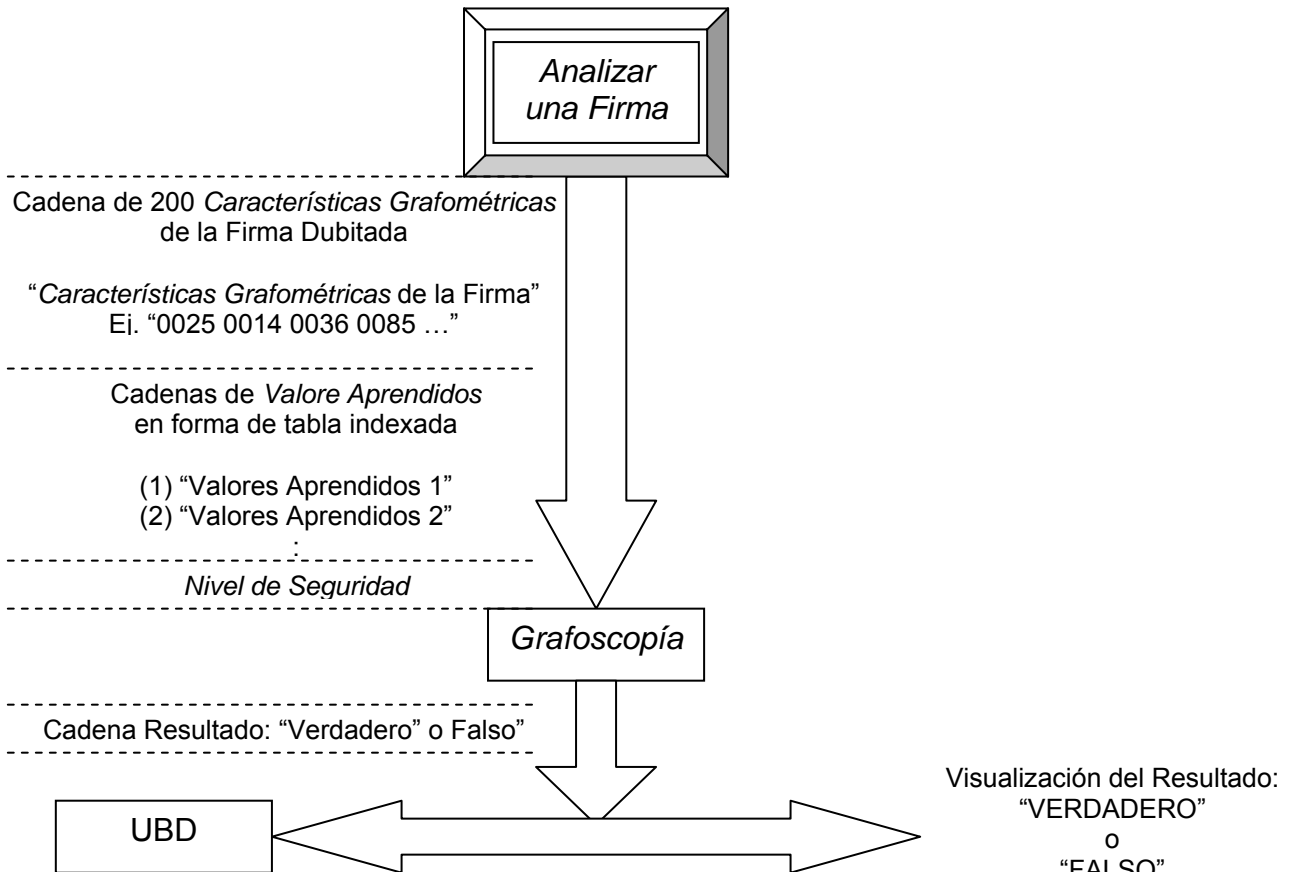 Analizar
una Firma
Cadena de 200 Características Grafométricas
de la Firma Dubitada
“Características Grafométricas de la Firma”
Ej. “0025 0014 0036 0085 …”
Cadenas de Valore Aprendidos
en forma de tabla indexada
(1) “Valores Aprendidos 1”
(2) “Valores Aprendidos 2”
:
Nivel de Seguridad
Grafoscopía
Cadena Resultado: “Verdadero” o Falso”
UBD
Visualización del Resultado:
“VERDADERO”
o
“FALSO”